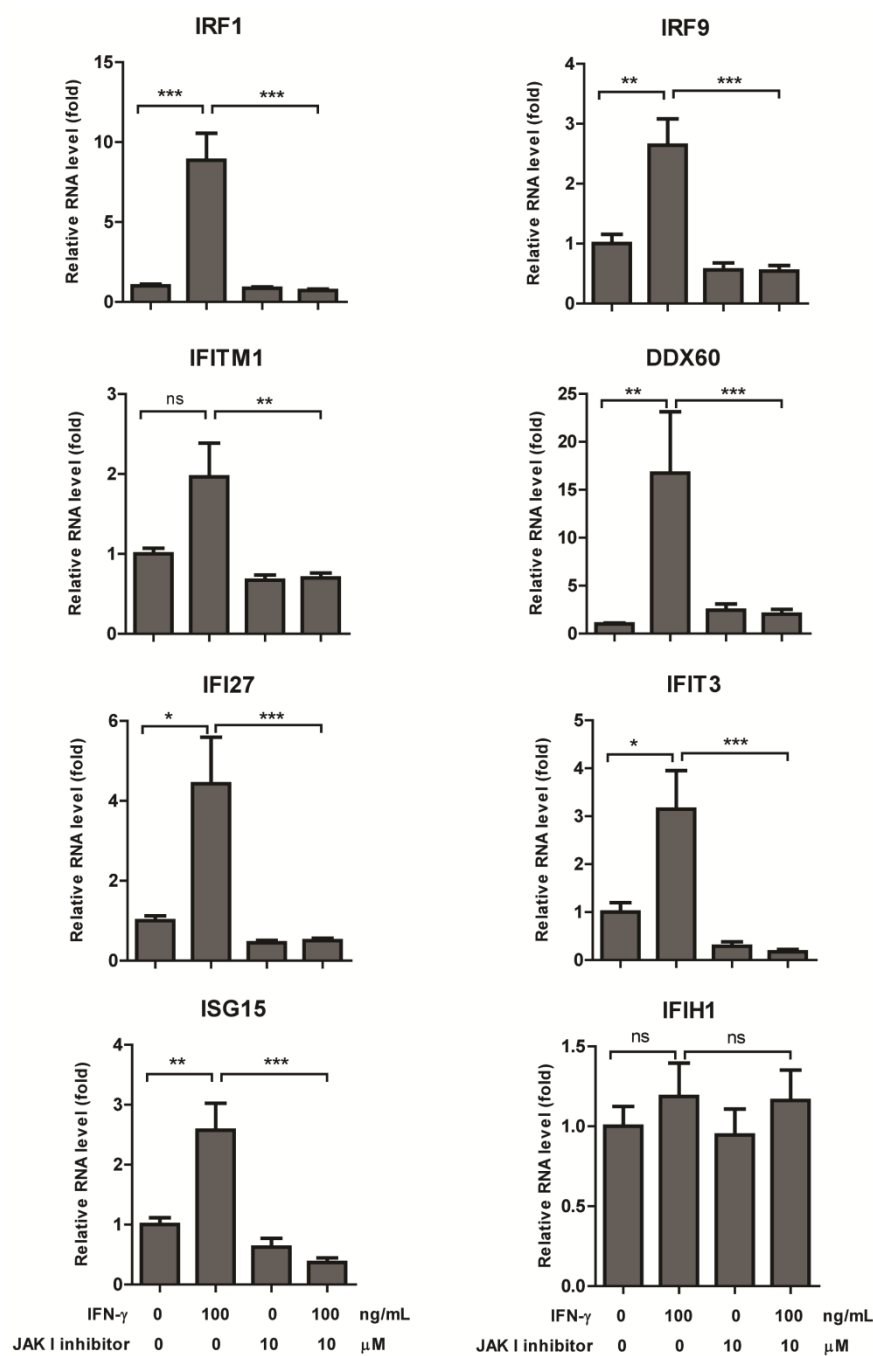 IRF1
Relative RNA level (fold)
15
10
5
0
***
***
IRF9
Relative RNA level (fold)
4
3
2
1
0
**
***
IFITM1
Relative RNA level (fold)
3
2
1
0
ns
**
DDX60
Relative RNA level (fold)
25
20
15
10
5
0
**
***
IFI27
Relative RNA level (fold)
6
4
2
0
*
***
IFIT3
Relative RNA level (fold)
5
4
3
2
1
0
*
***
ISG15
Relative RNA level (fold)
4
3
2
1
0
**
***
IFN-γ 0 100 0 100 ng/mL
JAK I inhibitor 0 0 10 10 μM
IFIH1
Relative RNA level (fold)
1.5
1.0
0.5
0.0
ns
ns
IFN-γ 0 100 0 100 ng/mL
JAK I inhibitor 0 0 10 10 μM